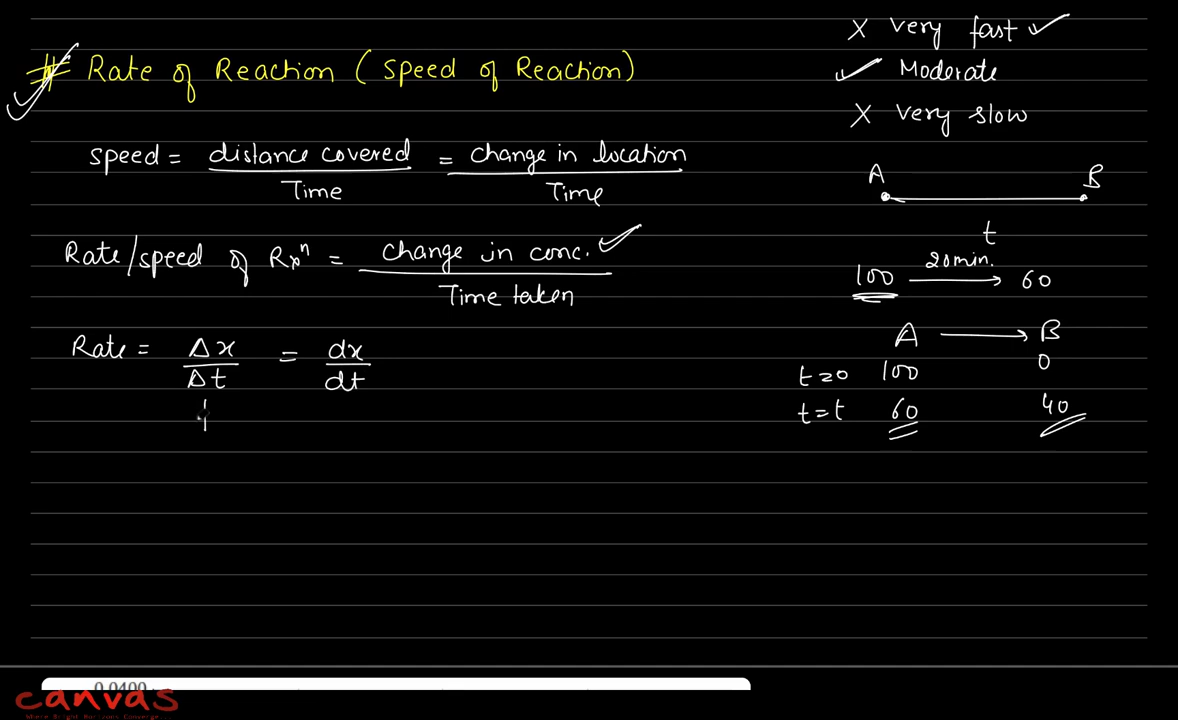 # Rate of Reaction (Speed of Reaction)
speed = distance covered / Time = change in location / Time
Rate/speed of Rxⁿ = change in conc. / Time taken
Rate = Δx / Δt = dx / dt
X very fast ✓
✓ Moderate
X very slow
A B
t
100 20min. → 60
A → B
t=0 100 0
t=t 60 40
0.0400
canvas